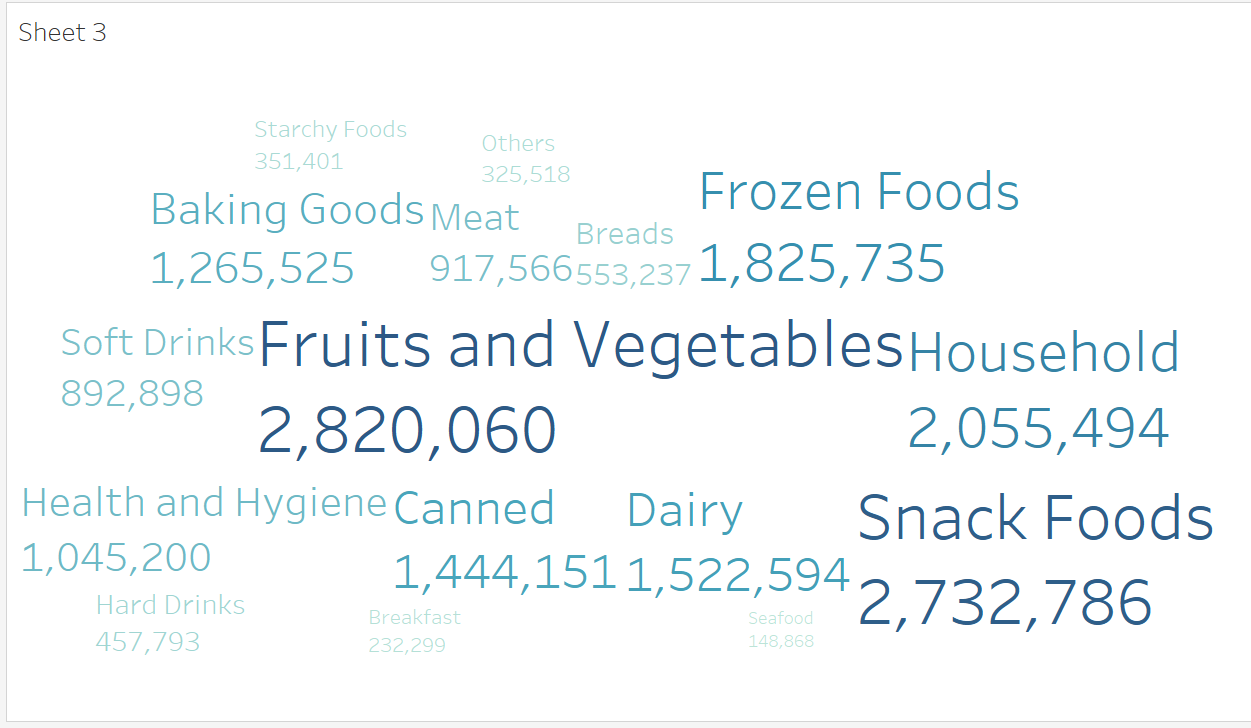 Sheet 3
Starchy Foods
351,401
Others
325,518
Baking Goods
1,265,525
Meat
917,566
Breads
553,237
Frozen Foods
1,825,735
Soft Drinks
892,898
Fruits and Vegetables
2,820,060
Household
2,055,494
Health and Hygiene
1,045,200
Canned
1,444,151
Dairy
1,522,594
Snack Foods
2,732,786
Hard Drinks
457,793
Breakfast
232,299
Seafood
148,868